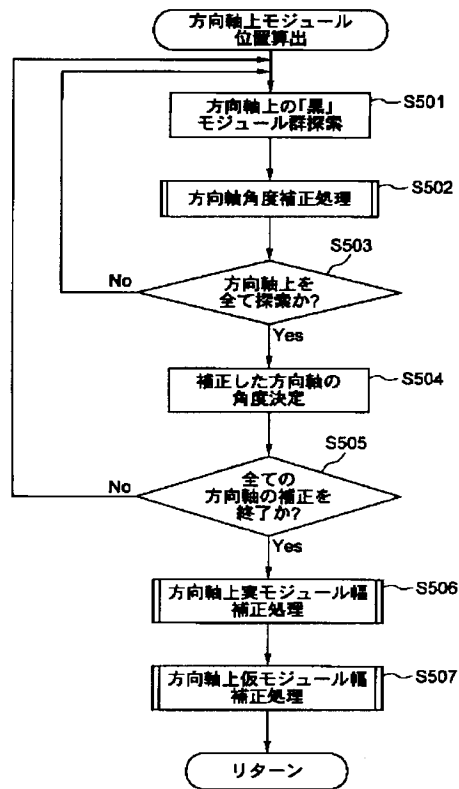 方向軸上モジュール
位置算出
方向軸上の「黒」
モジュール群探索
S501
方向軸角度補正処理
S502
S503
No
方向軸上を
全て探索か?
Yes
補正した方向軸の
角度決定
S504
S505
No
全ての
方向軸の補正を
終了か?
Yes
方向軸上実モジュール幅
補正処理
S506
方向軸上仮モジュール幅
補正処理
S507
リターン